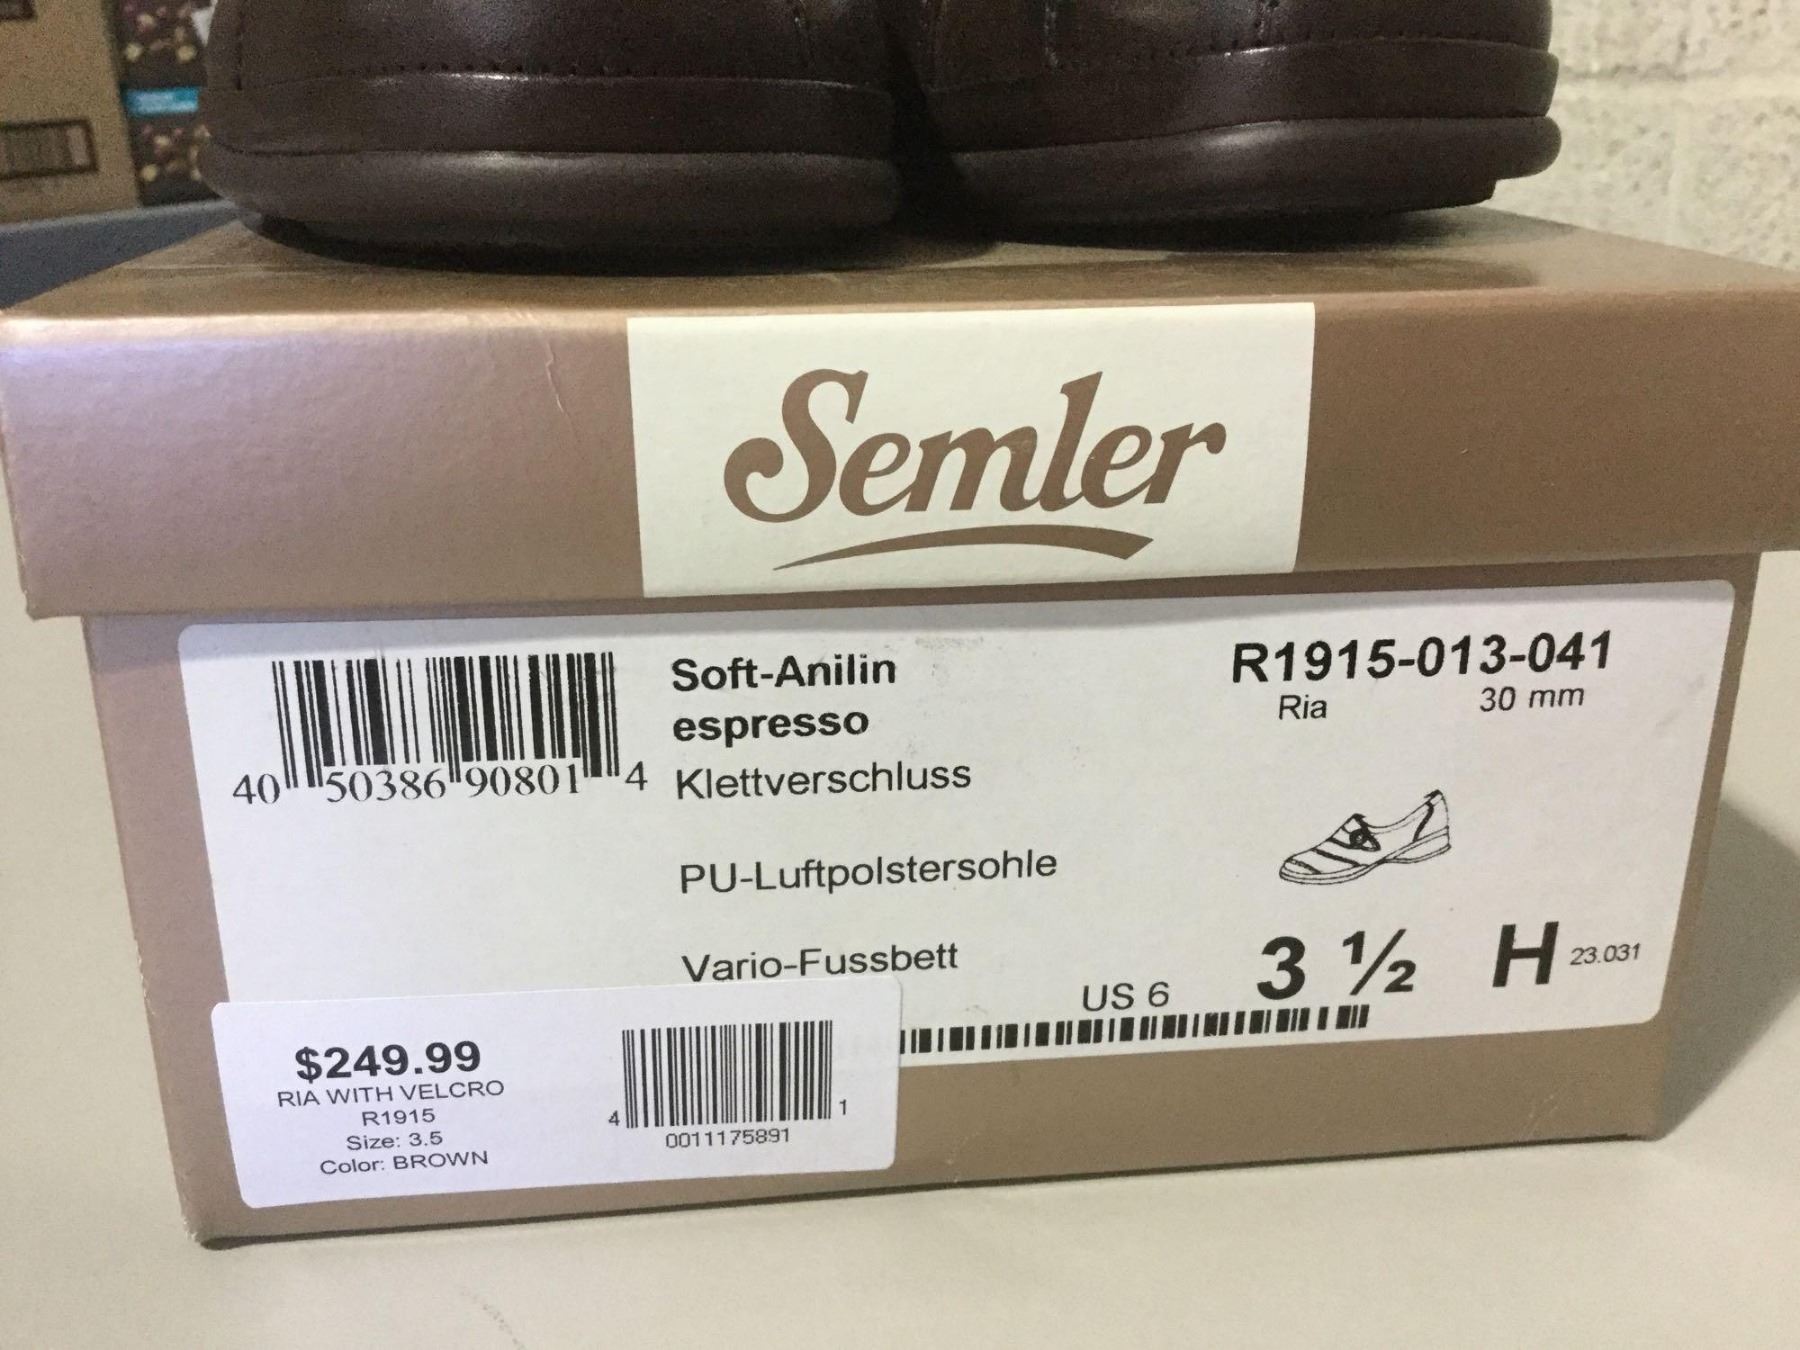 Semler
40 50386 90801 4
Soft-Anilin
espresso
Klettverschluss
PU-Luftpolstersohle
Vario-Fussbett
R1915-013-041
Ria 30 mm
US 6 3 ½ H 23.031
$249.99
RIA WITH VELCRO
R1915
Size: 3.5
Color: BROWN
4 1
0011175891